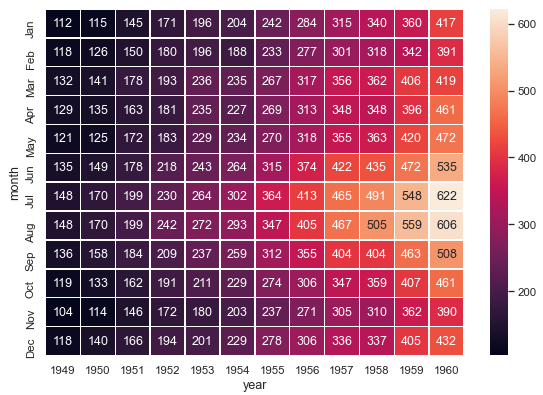 Jan 112 115 145 171 196 204 242 284 315 340 360 417
Feb 118 126 150 180 196 188 233 277 301 318 342 391
Mar 132 141 178 193 236 235 267 317 356 362 406 419
Apr 129 135 163 181 235 227 269 313 348 348 396 461
May 121 125 172 183 229 234 270 318 355 363 420 472
Jun 135 149 178 218 243 264 315 374 422 435 472 535
Jul 148 170 199 230 264 302 364 413 465 491 548 622
Aug 148 170 199 242 272 293 347 405 467 505 559 606
Sep 136 158 184 209 237 259 312 355 404 404 463 508
Oct 119 133 162 191 211 229 274 306 347 359 407 461
Nov 104 114 146 172 180 203 237 271 305 310 362 390
Dec 118 140 166 194 201 229 278 306 336 337 405 432
1949 1950 1951 1952 1953 1954 1955 1956 1957 1958 1959 1960
year
month
600
500
400
300
200